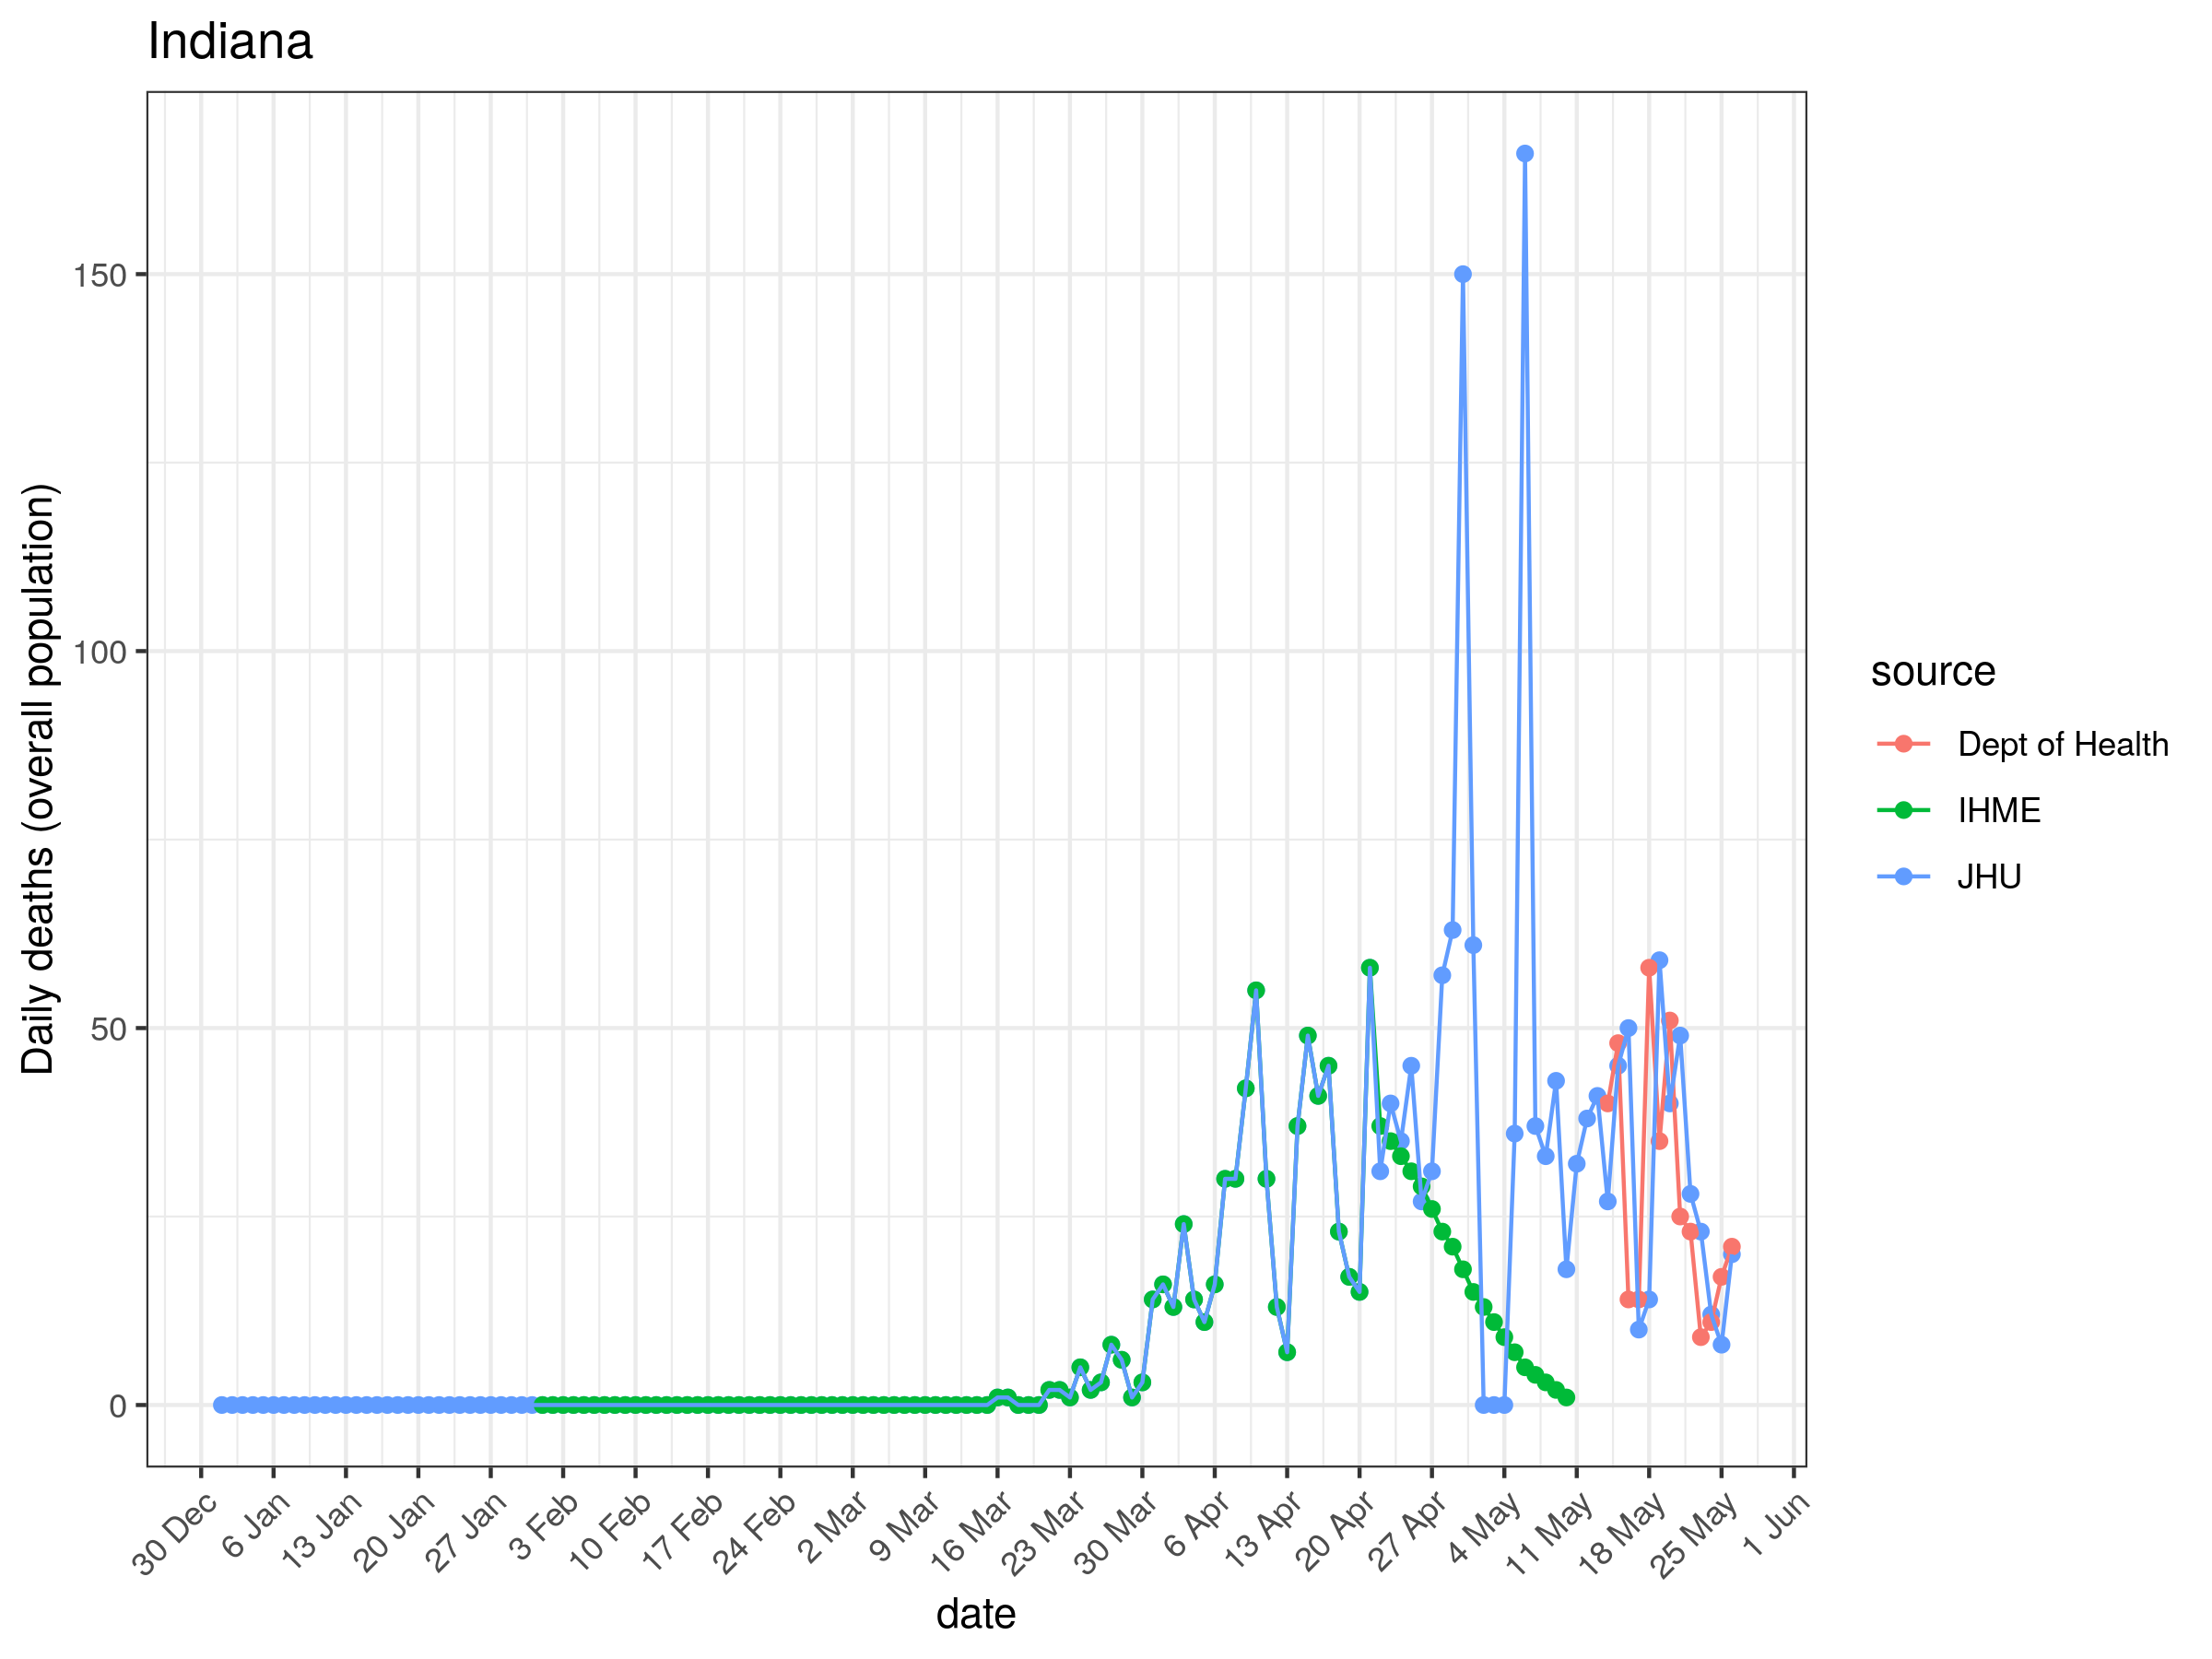 Indiana
Daily deaths (overall population)
150
100
50
0
30 Dec
6 Jan
13 Jan
20 Jan
27 Jan
3 Feb
10 Feb
17 Feb
24 Feb
2 Mar
9 Mar
16 Mar
23 Mar
30 Mar
6 Apr
13 Apr
20 Apr
27 Apr
4 May
11 May
18 May
25 May
1 Jun
date
source
Dept of Health
IHME
JHU